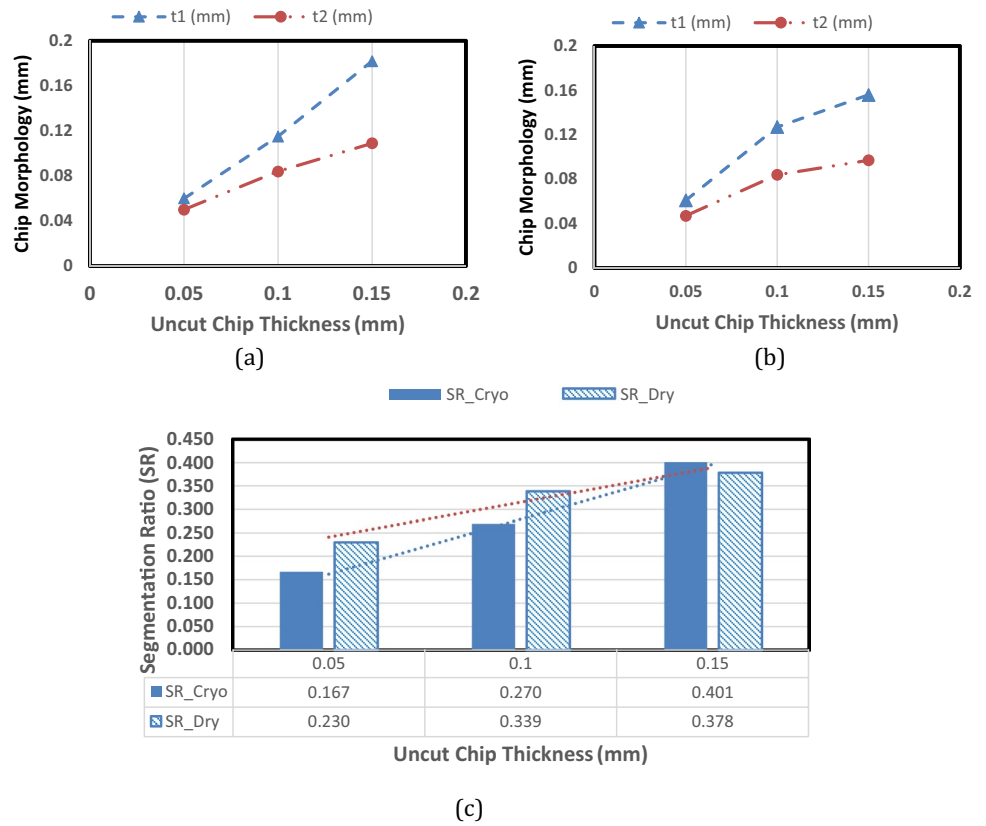 t1 (mm) t2 (mm)
0.2
0.16
0.12
0.08
0.04
0
Chip Morphology (mm)
0 0.05 0.1 0.15 0.2
Uncut Chip Thickness (mm)
(a)
t1 (mm) t2 (mm)
0.2
0.16
0.12
0.08
0.04
0
Chip Morphology (mm)
0 0.05 0.1 0.15 0.2
Uncut Chip Thickness (mm)
(b)
SR_Cryo SR_Dry
0.450
0.400
0.350
0.300
0.250
0.200
0.150
0.100
0.050
0.000
Segmentation Ratio (SR)
0.05 0.1 0.15
SR_Cryo 0.167 0.270 0.401
SR_Dry 0.230 0.339 0.378
Uncut Chip Thickness (mm)
(c)